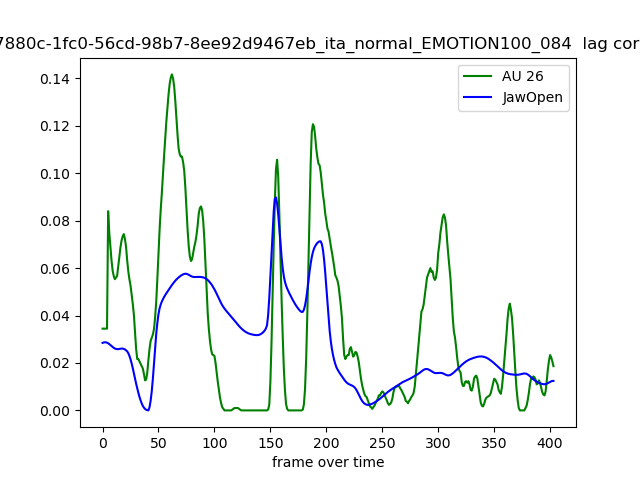 7880c-1fc0-56cd-98b7-8ee92d9467eb_ita_normal_EMOTION100_084 lag cor
AU 26
JawOpen
0.14
0.12
0.10
0.08
0.06
0.04
0.02
0.00
0 50 100 150 200 250 300 350 400
frame over time